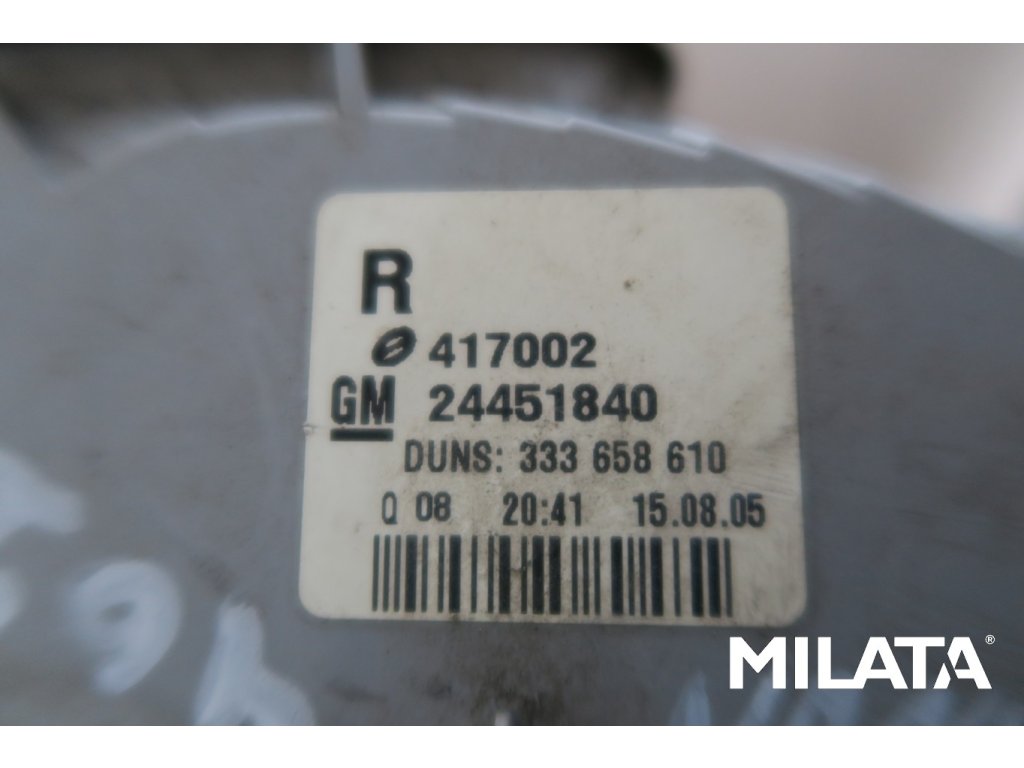 R
417002
GM 24451840
DUNS: 333 658 610
Q 08 20:41 15.08.05
MILATA®